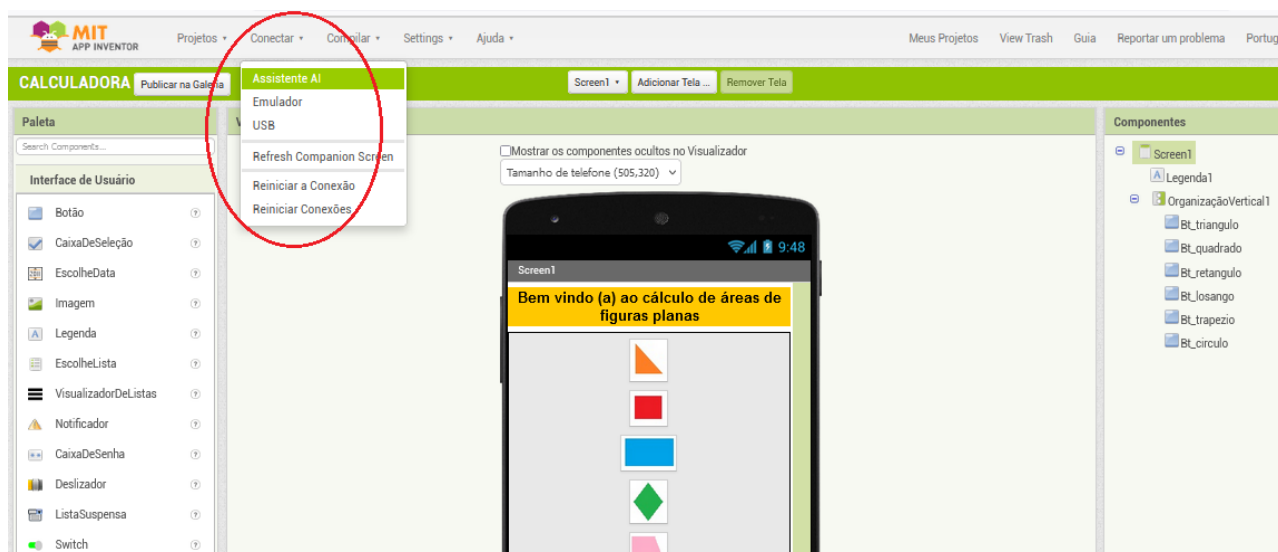 MIT
APP INVENTOR
Projetos Conectar Compilar Settings Ajuda
Meus Projetos View Trash Guia Reportar um problema Portug
CALCULADORA Publicar na Galeria
Screen1 Adicionar Tela ... Remover Tela
Assistente AI
Emulador
USB
Refresh Companion Screen
Reiniciar a Conexão
Reiniciar Conexões
Paleta
Search Components...
Interface de Usuário
Botão
CaixaDeSeleção
EscolheData
Imagem
Legenda
EscolheLista
VisualizadorDeListas
Notificador
CaixaDeSenha
Deslizador
ListaSuspensa
Switch
V
Mostrar os componentes ocultos no Visualizador
Tamanho de telefone (505,320)
9:48
Screen1
Bem vindo (a) ao cálculo de áreas de
figuras planas
Componentes
Screen1
Legenda1
OrganizaçãoVertical1
Bt_triangulo
Bt_quadrado
Bt_retangulo
Bt_losango
Bt_trapezio
Bt_circulo